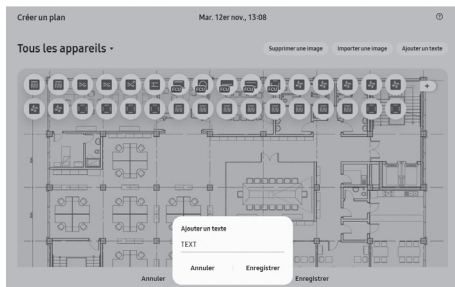 Créer un plan
Mar. 12er nov., 13:08
Tous les appareils
Supprimer une image
Importer une image
Ajouter un texte
FCU FCU FCU FCU
Ajouter un texte
TEXT
Annuler
Enregistrer
Annuler
Enregistrer